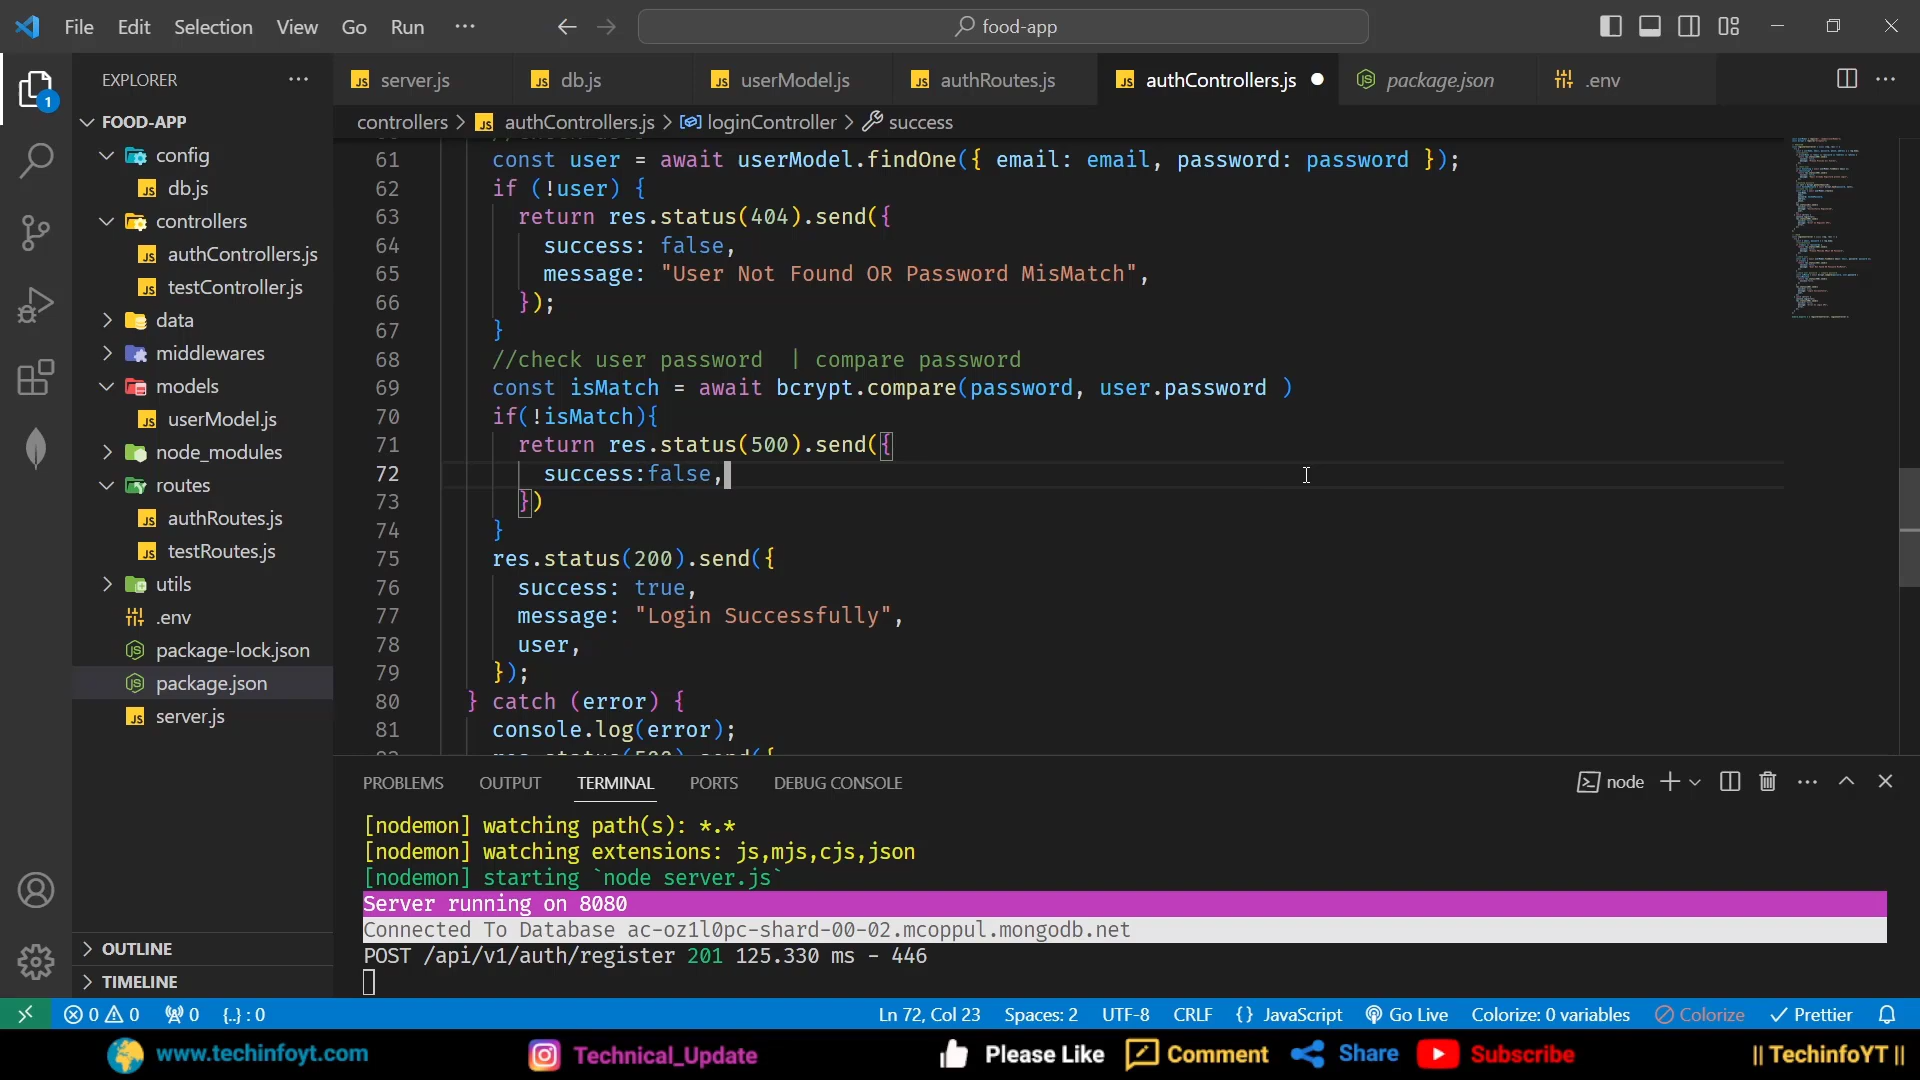 File Edit Selection View Go Run ··· food-app
EXPLORER ···
FOOD-APP
config
db.js
controllers
authControllers.js
testController.js
data
middlewares
models
userModel.js
node_modules
routes
authRoutes.js
testRoutes.js
utils
.env
package-lock.json
package.json
server.js
OUTLINE
TIMELINE
1
server.js db.js userModel.js authRoutes.js authControllers.js package.json .env
controllers > authControllers.js > loginController > success
61 const user = await userModel.findOne({ email: email, password: password });
62 if (!user) {
63 return res.status(404).send({
64 success: false,
65 message: "User Not Found OR Password MisMatch",
66 });
67 }
68 //check user password | compare password
69 const isMatch = await bcrypt.compare(password, user.password )
70 if(!isMatch){
71 return res.status(500).send({
72 success:false,
73 })
74 }
75 res.status(200).send({
76 success: true,
77 message: "Login Successfully",
78 user,
79 });
80 } catch (error) {
81 console.log(error);
PROBLEMS OUTPUT TERMINAL PORTS DEBUG CONSOLE node
[nodemon] watching path(s): *.*
[nodemon] watching extensions: js,mjs,cjs,json
[nodemon] starting `node server.js`
Server running on 8080
Connected To Database ac-oz1l0pc-shard-00-02.mcoppul.mongodb.net
POST /api/v1/auth/register 201 125.330 ms - 446
0 0 0 {..} : 0 Ln 72, Col 23 Spaces: 2 UTF-8 CRLF {} JavaScript Go Live Colorize: 0 variables Colorize Prettier
www.techinfoyt.com Technical_Update Please Like Comment Share Subscribe || TechinfoYT ||